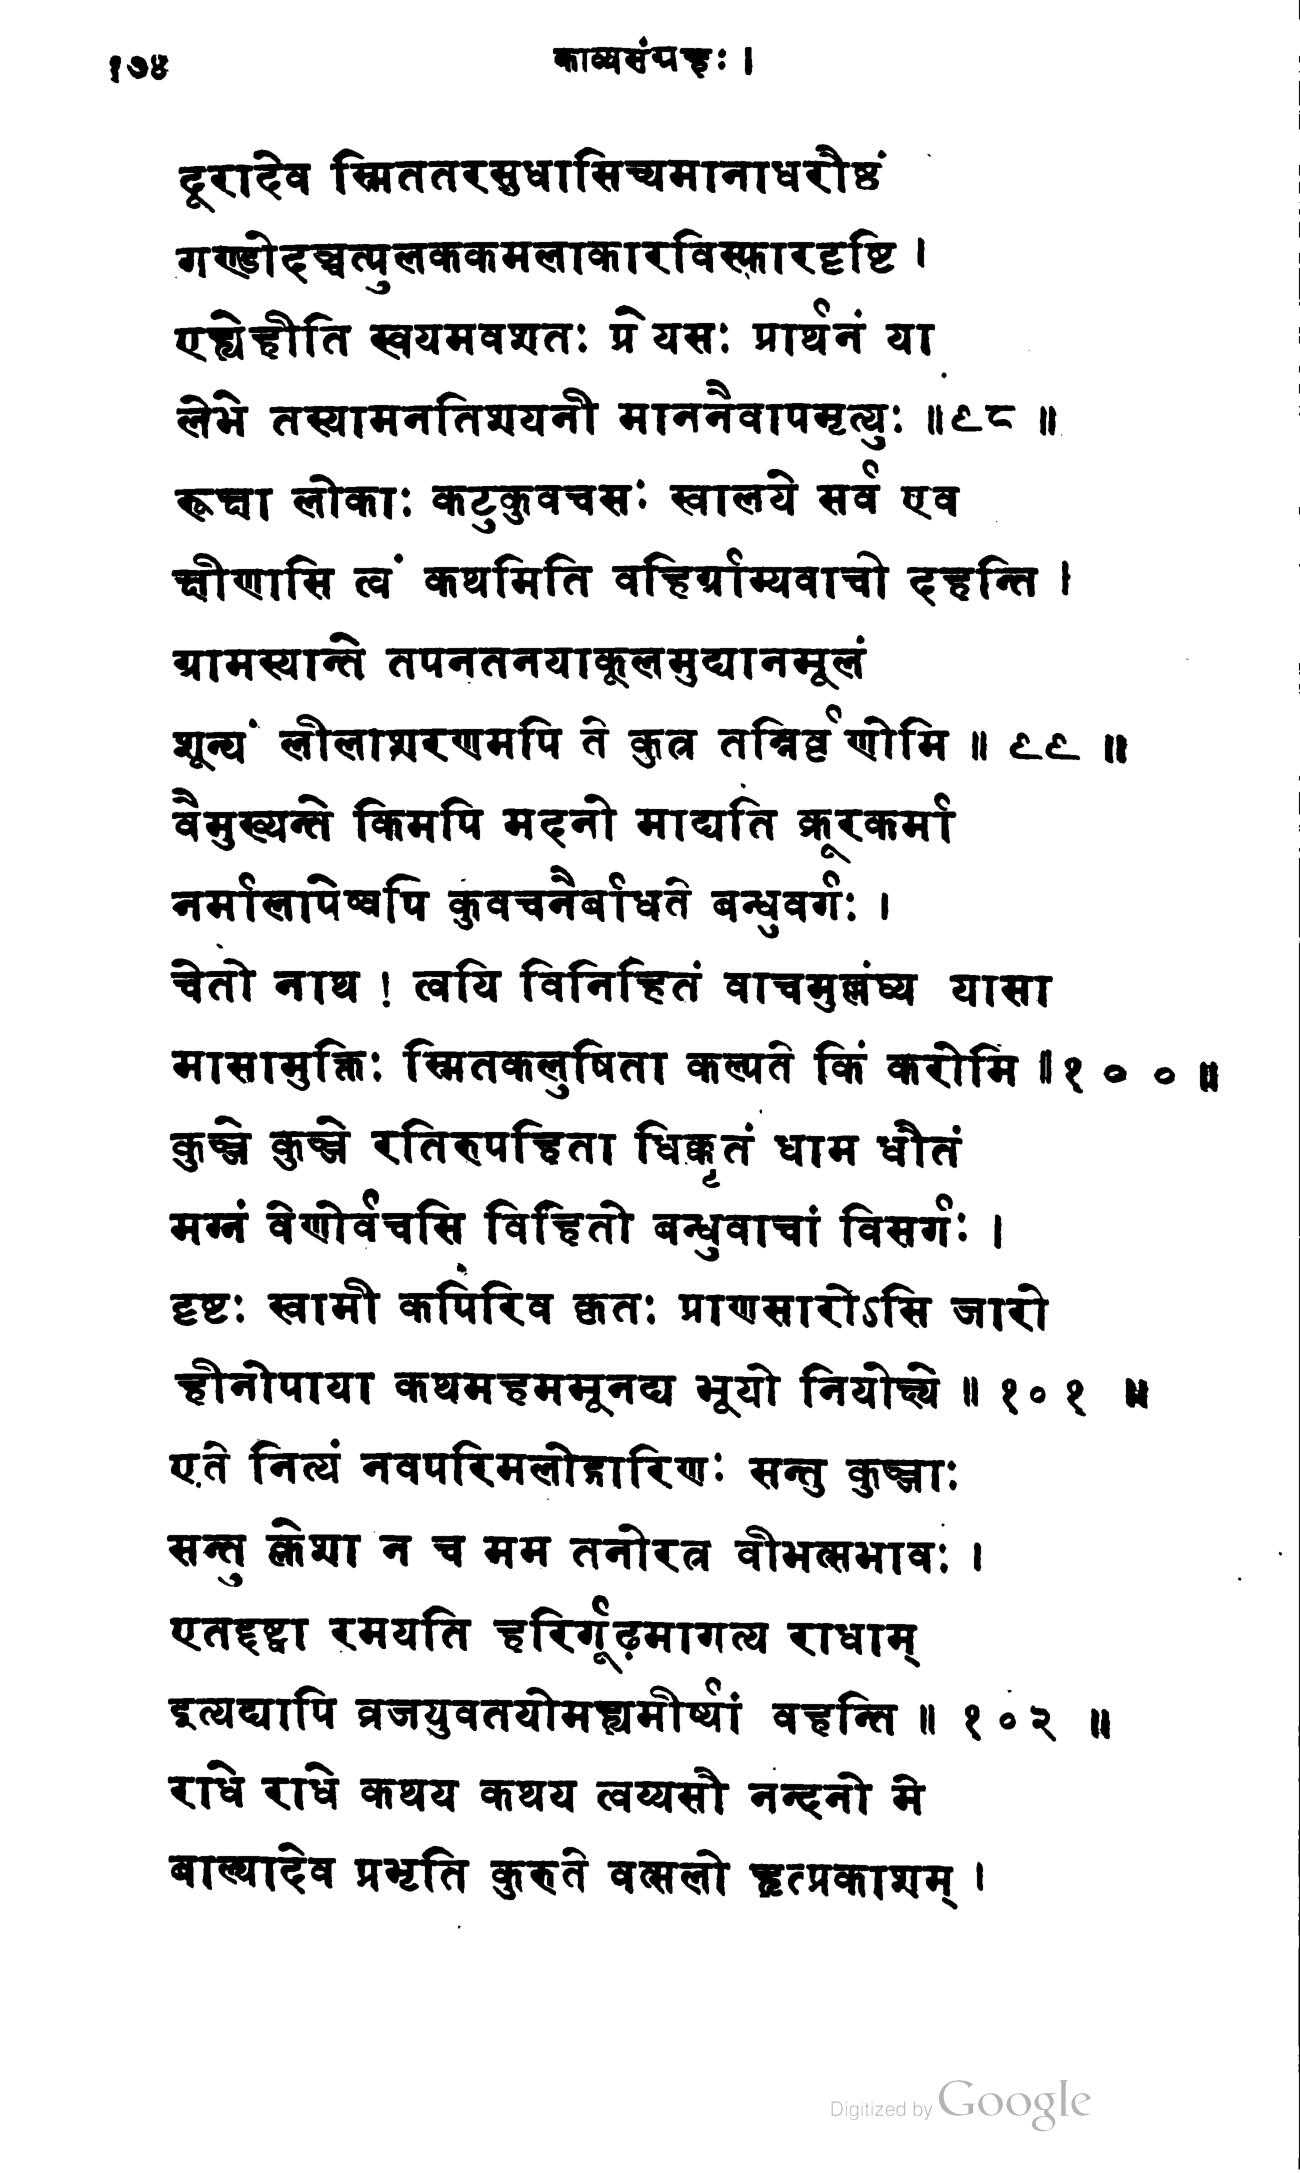 १७४
काव्यसंग्रहः।
दूरादेव स्मिततरसुधासिच्यमानाधरौष्ठं
गण्डोदञ्चत्पुलककमलाकारविस्फारदृष्टि ।
एह्येहीति स्वयमवशतः प्रेयसः प्रार्थनं या
लेभे तस्यामनतिशयनी माननैवापमृत्युः ॥९८॥
रूक्षा लोकाः कटुकुवचसः स्वालये सर्व एव
क्षीणासि त्वं कथमिति वहिर्ग्राम्यवाचो दहन्ति ।
ग्रामस्यान्ते तपनतनयाकूलमुद्यानमूलं
शून्यं लीलाशरणमपि ते कुत्र तन्निर्वृणोमि ॥ ९९ ॥
वैमुख्यन्ते किमपि मदनो माद्यति क्रूरकर्मा
नर्मालापेष्वपि कुवचनैर्बाधते बन्धुवर्गः ।
चेतो नाथ ! त्वयि विनिहितं वाचमुल्लंघ्य यासा
मासामुक्तिः स्मितकलुषिता कल्पते किं करोमि ॥१००॥
कुञ्जे कुञ्जे रतिरुपहिता धिक्कृतं धाम धौतं
मग्नं वेणोर्वचसि विहितो बन्धुवाचां विसर्गः ।
दृष्टः स्वामी कपिरिव कृतः प्राणसारोऽसि जारो
हीनोपाया कथमहममूनद्य भूयो नियोक्ष्ये ॥ १०१ ॥
एते नित्यं नवपरिमलोद्गारिणः सन्तु कुञ्जाः
सन्तु क्लेशा न च मम तनोरत्र वीभत्सभावः ।
एतद्दृष्ट्वा रमयति हरिर्गूढ़मागत्य राधाम्
इत्यद्यापि व्रजयुवतयोमह्यमीर्ष्यां वहन्ति ॥ १०२ ॥
राधे राधे कथय कथय त्वय्यसौ नन्दनो मे
बाल्यादेव प्रभृति कुरुते वत्सलो हृत्प्रकाशम् ।
Digitized by Google